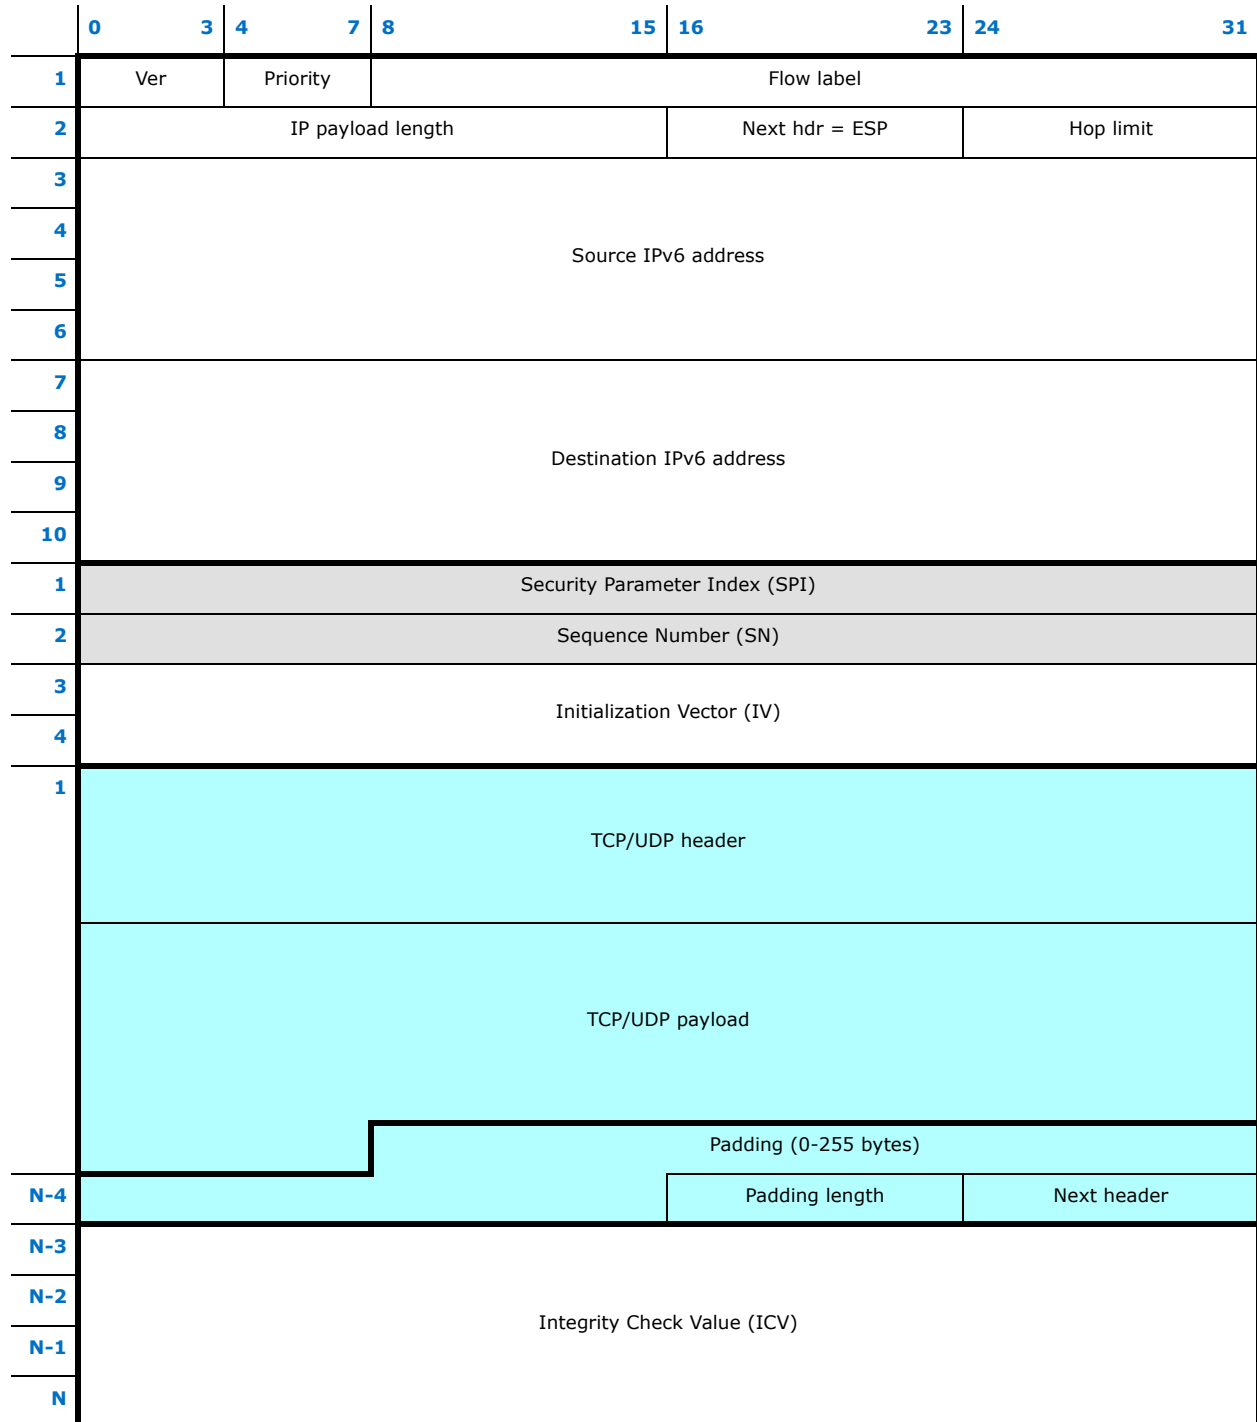 0 3 4 7 8 15 16 23 24 31
1 Ver Priority Flow label
2 IP payload length Next hdr = ESP Hop limit
3
4
Source IPv6 address
5
6
7
8
Destination IPv6 address
9
10
1 Security Parameter Index (SPI)
2 Sequence Number (SN)
3
Initialization Vector (IV)
4
1
TCP/UDP header
TCP/UDP payload
Padding (0-255 bytes)
N-4 Padding length Next header
N-3
N-2
Integrity Check Value (ICV)
N-1
N